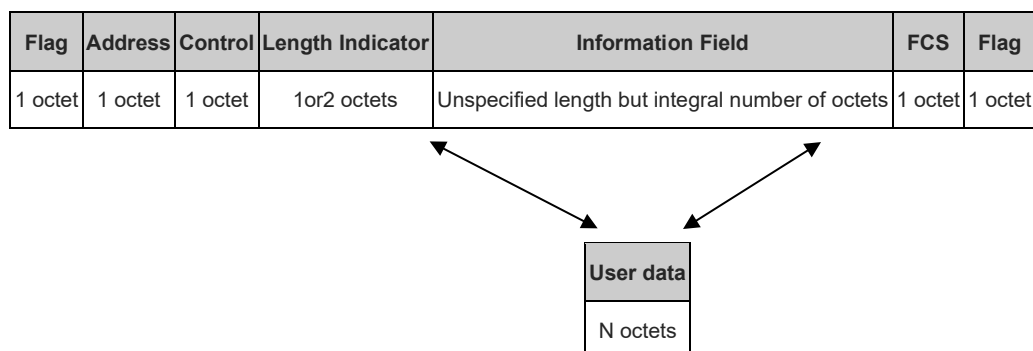 Flag Address Control Length Indicator Information Field FCS Flag
1 octet 1 octet 1 octet 1or2 octets Unspecified length but integral number of octets 1 octet 1 octet
User data
N octets